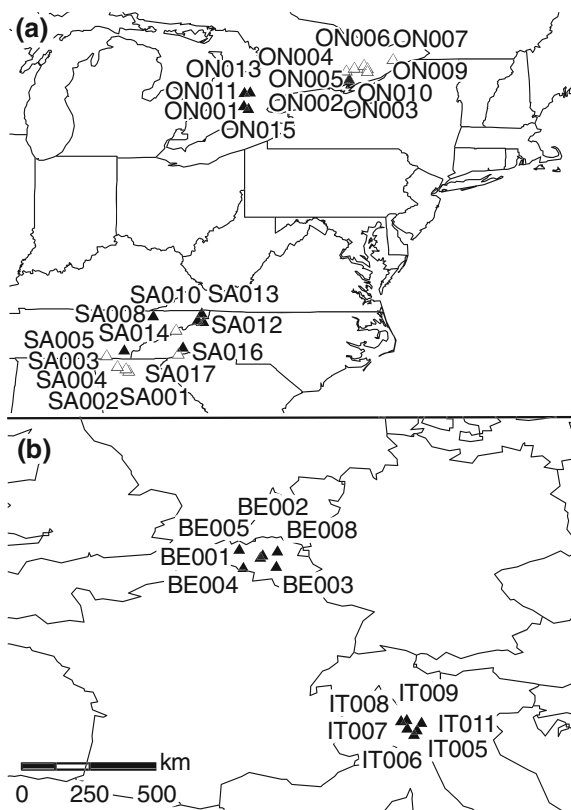 (a)
ON006 ON007
ON004
ON013
ON005 ON009
ON011
ON010
ON001 ON002 ON003
ON015
SA010 SA013
SA008
SA014 SA012
SA005
SA003 SA016
SA004 SA017
SA002 SA001
(b)
BE002
BE005 BE008
BE001
BE004 BE003
IT009
IT008
IT007 IT011
IT005
IT006
km
0 250 500